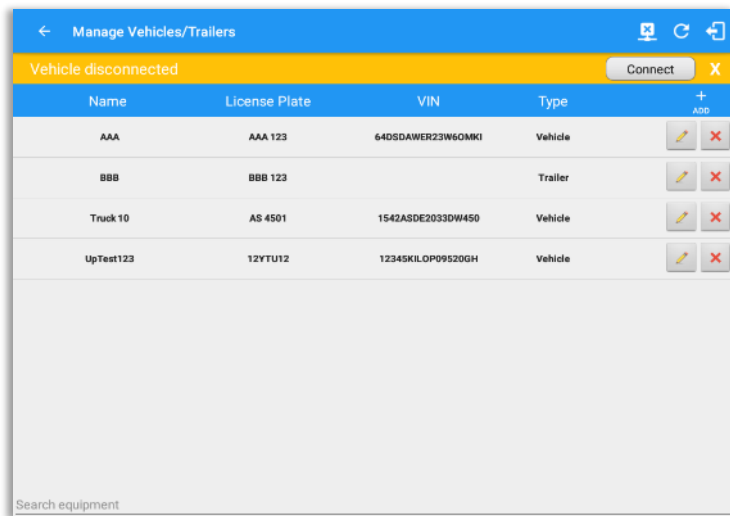 Manage Vehicles/Trailers
Vehicle disconnected Connect X
Name License Plate VIN Type + ADD
AAA AAA 123 64DSDAWER23W6OMKI Vehicle
BBB BBB 123 Trailer
Truck 10 AS 4501 1542ASDE2033DW450 Vehicle
UpTest123 12YTU12 12345KILOP09520GH Vehicle
Search equipment